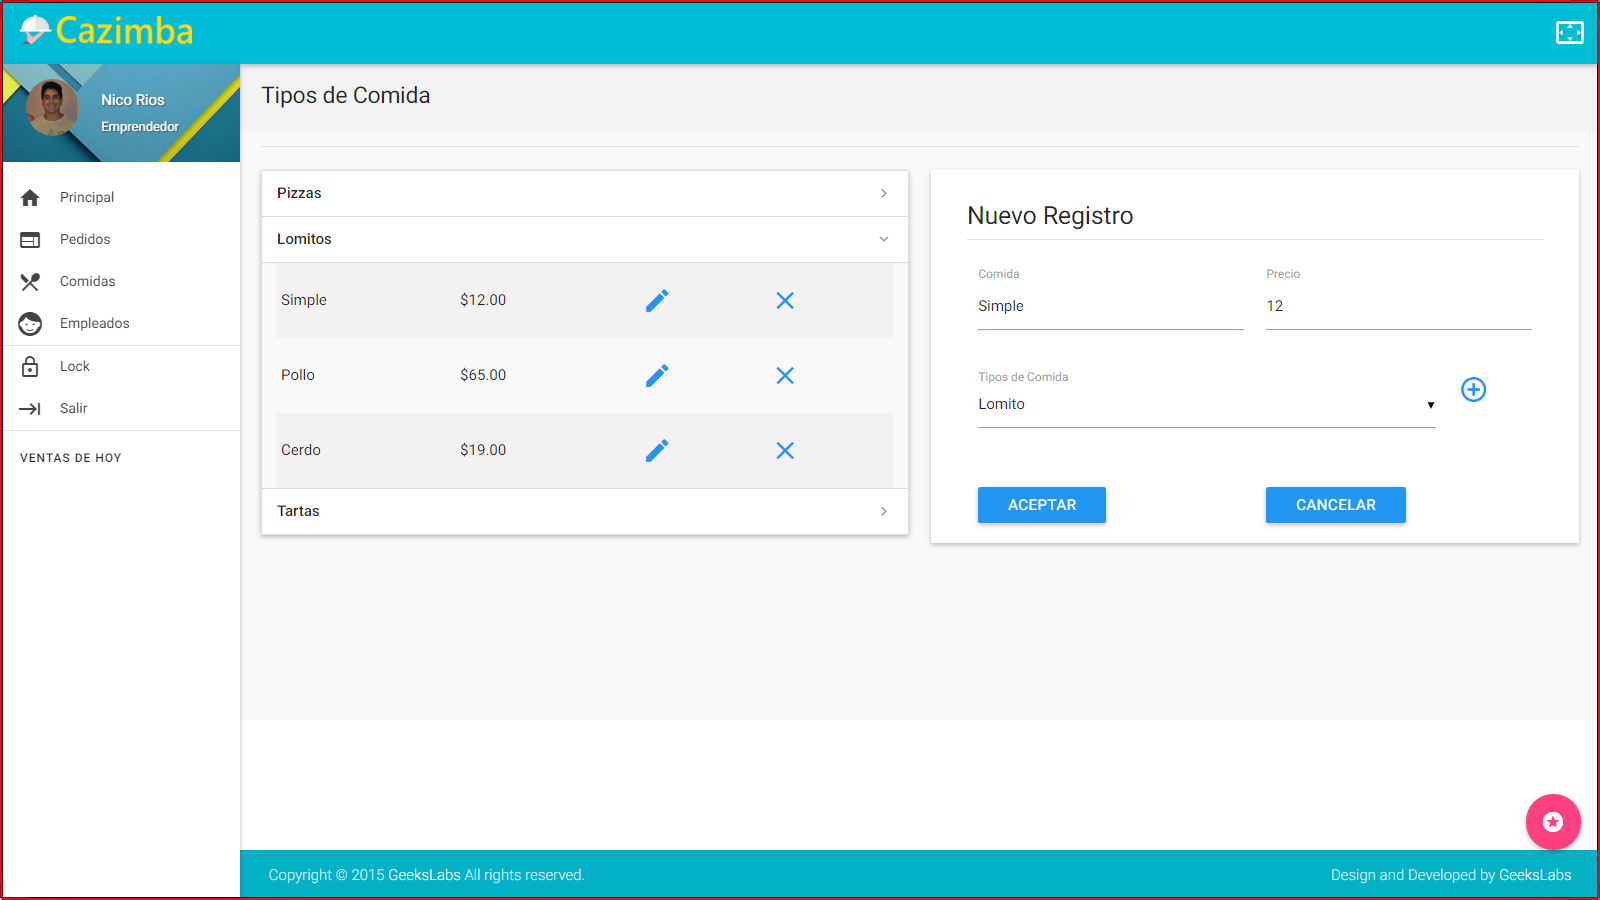 Cazimba
Nico Rios
Emprendedor
Principal
Pedidos
Comidas
Empleados
Lock
Salir
VENTAS DE HOY
Tipos de Comida
Pizzas
Lomitos
Simple $12.00
Pollo $65.00
Cerdo $19.00
Tartas
Nuevo Registro
Comida Precio
Simple 12
Tipos de Comida
Lomito
ACEPTAR CANCELAR
Copyright © 2015 GeeksLabs All rights reserved. Design and Developed by GeeksLabs